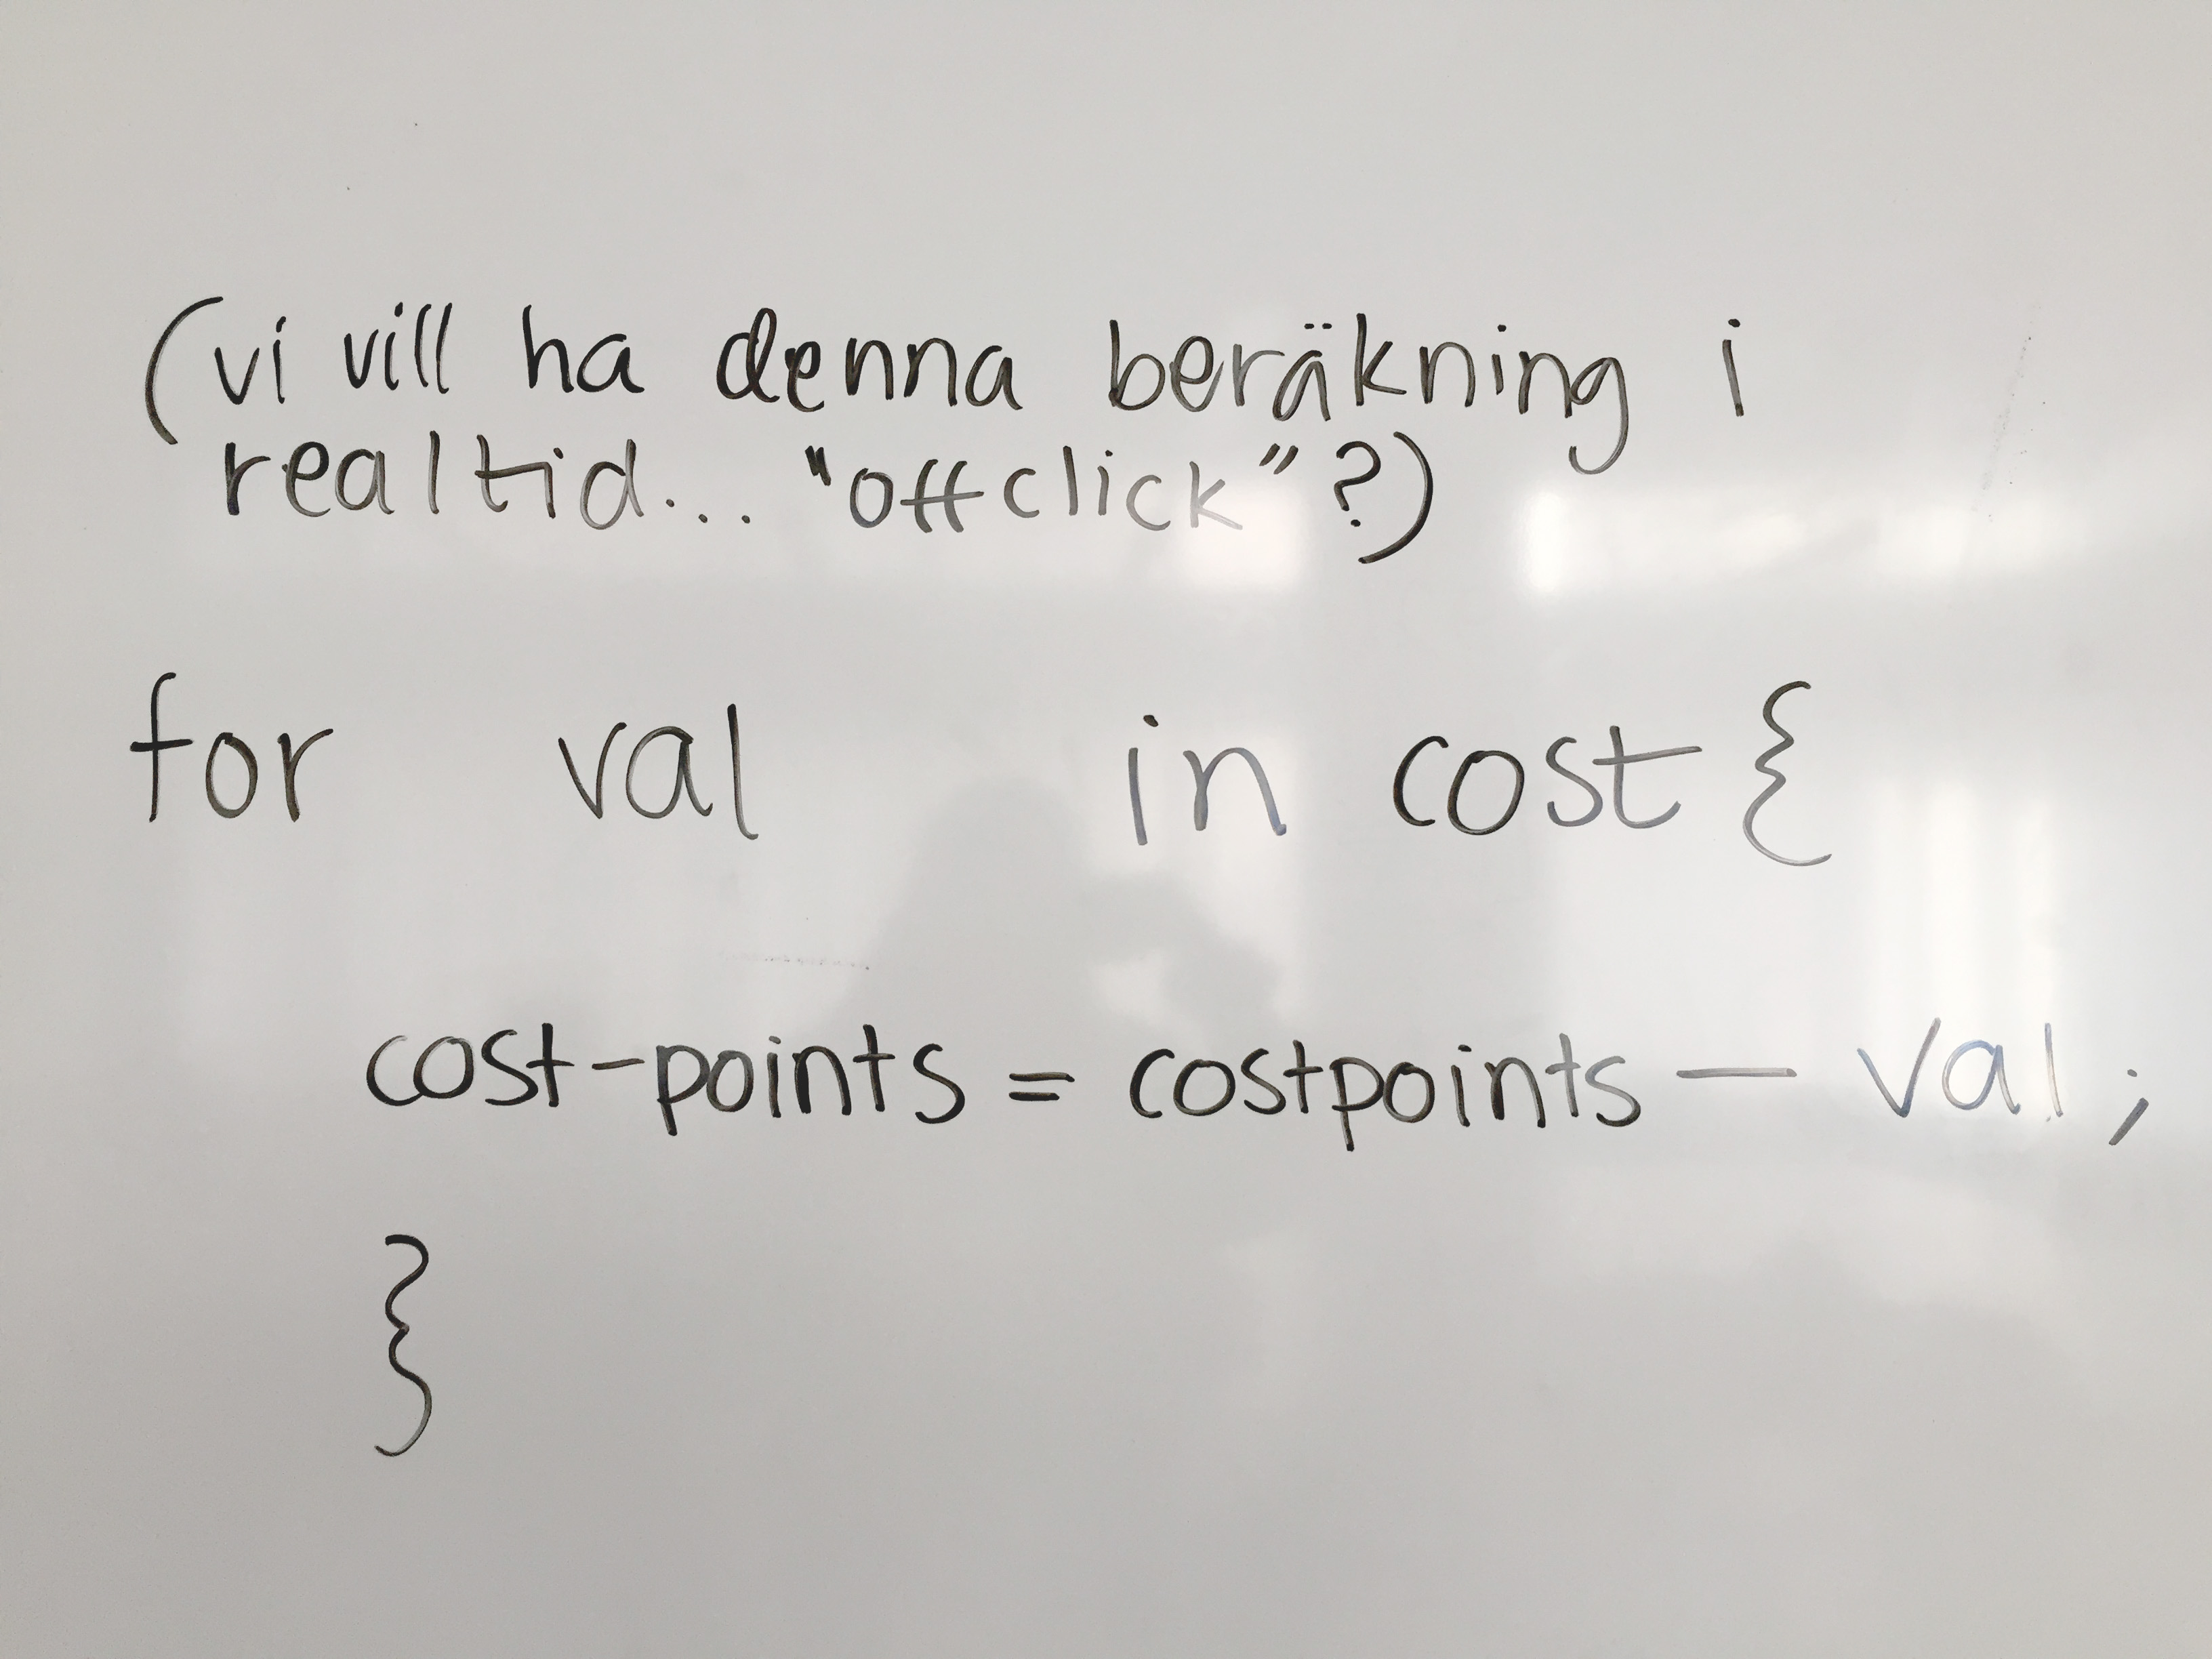 (vi vill ha denna beräkning i
realtid... "offclick"?)
for val in cost{
cost-points = costpoints - val;
}